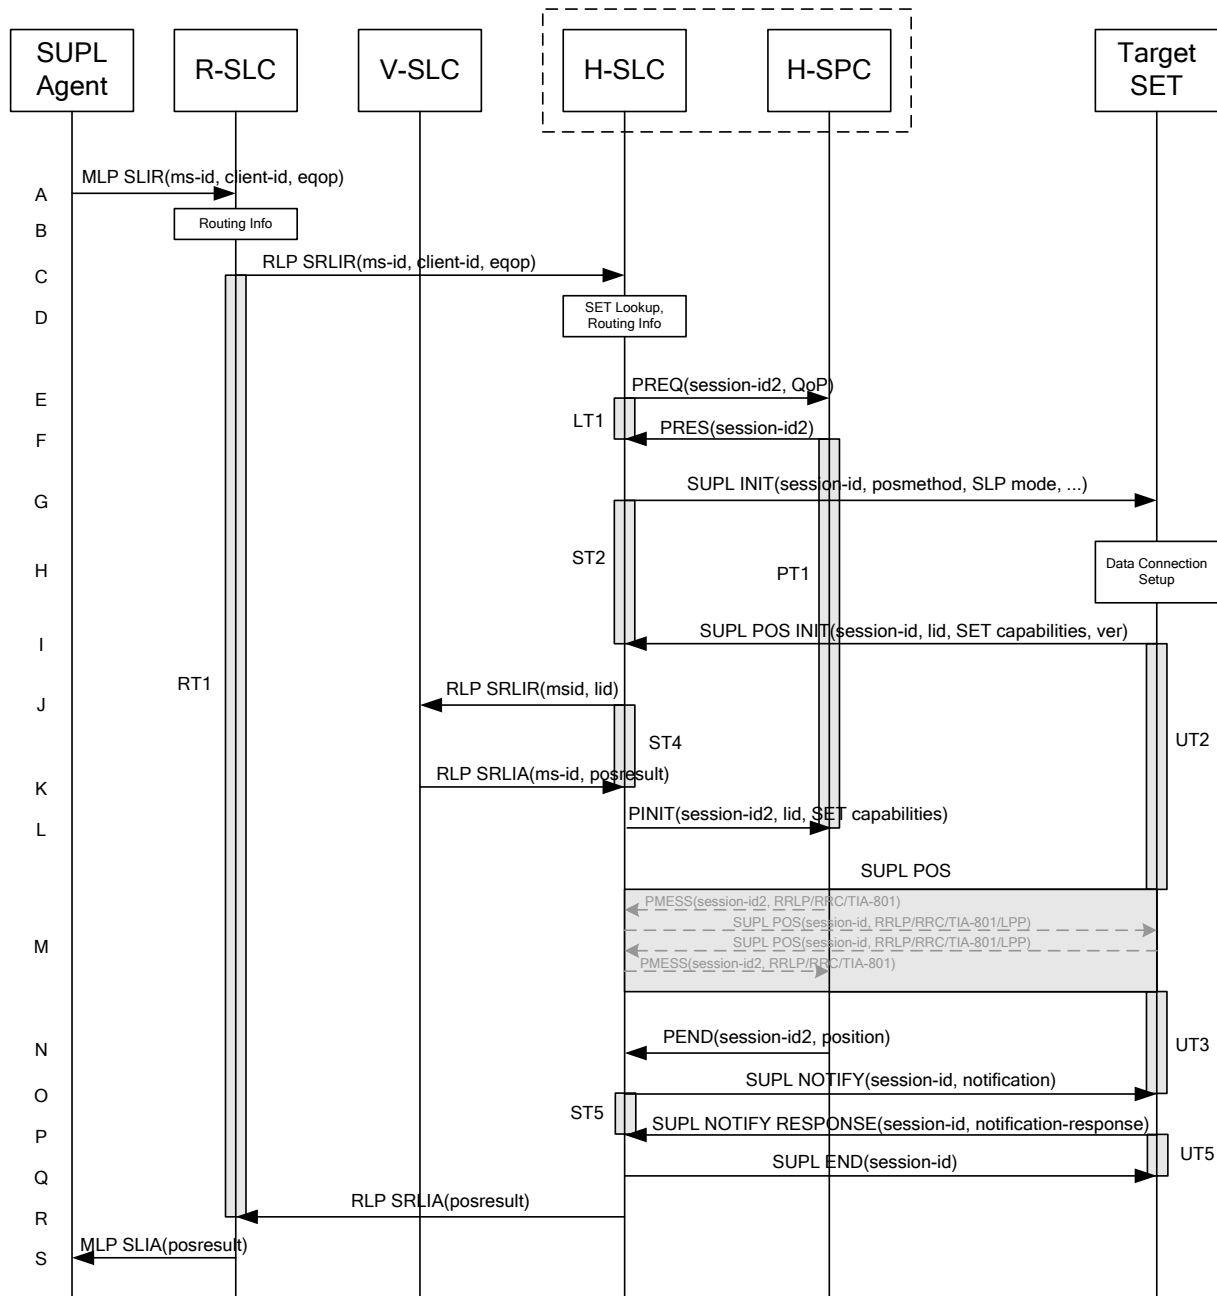 SUPL
Agent
R-SLC
V-SLC
H-SLC
H-SPC
Target
SET
A
MLP SLIR(ms-id, client-id, eqop)
B
Routing Info
C
RLP SRLIR(ms-id, client-id, eqop)
D
SET Lookup,
Routing Info
E
PREQ(session-id2, QoP)
LT1
F
PRES(session-id2)
G
SUPL INIT(session-id, posmethod, SLP mode, ...)
H
ST2
PT1
Data Connection
Setup
I
SUPL POS INIT(session-id, lid, SET capabilities, ver)
RT1
J
RLP SRLIR(msid, lid)
ST4
UT2
K
RLP SRLIA(ms-id, posresult)
L
PINIT(session-id2, lid, SET capabilities)
SUPL POS
M
PMESS(session-id2, RRLP/RRC/TIA-801)
SUPL POS(session-id, RRLP/RRC/TIA-801/LPP)
SUPL POS(session-id, RRLP/RRC/TIA-801/LPP)
PMESS(session-id2, RRLP/RRC/TIA-801)
N
PEND(session-id2, position)
UT3
O
SUPL NOTIFY(session-id, notification)
ST5
P
SUPL NOTIFY RESPONSE(session-id, notification-response)
UT5
Q
SUPL END(session-id)
R
RLP SRLIA(posresult)
S
MLP SLIA(posresult)